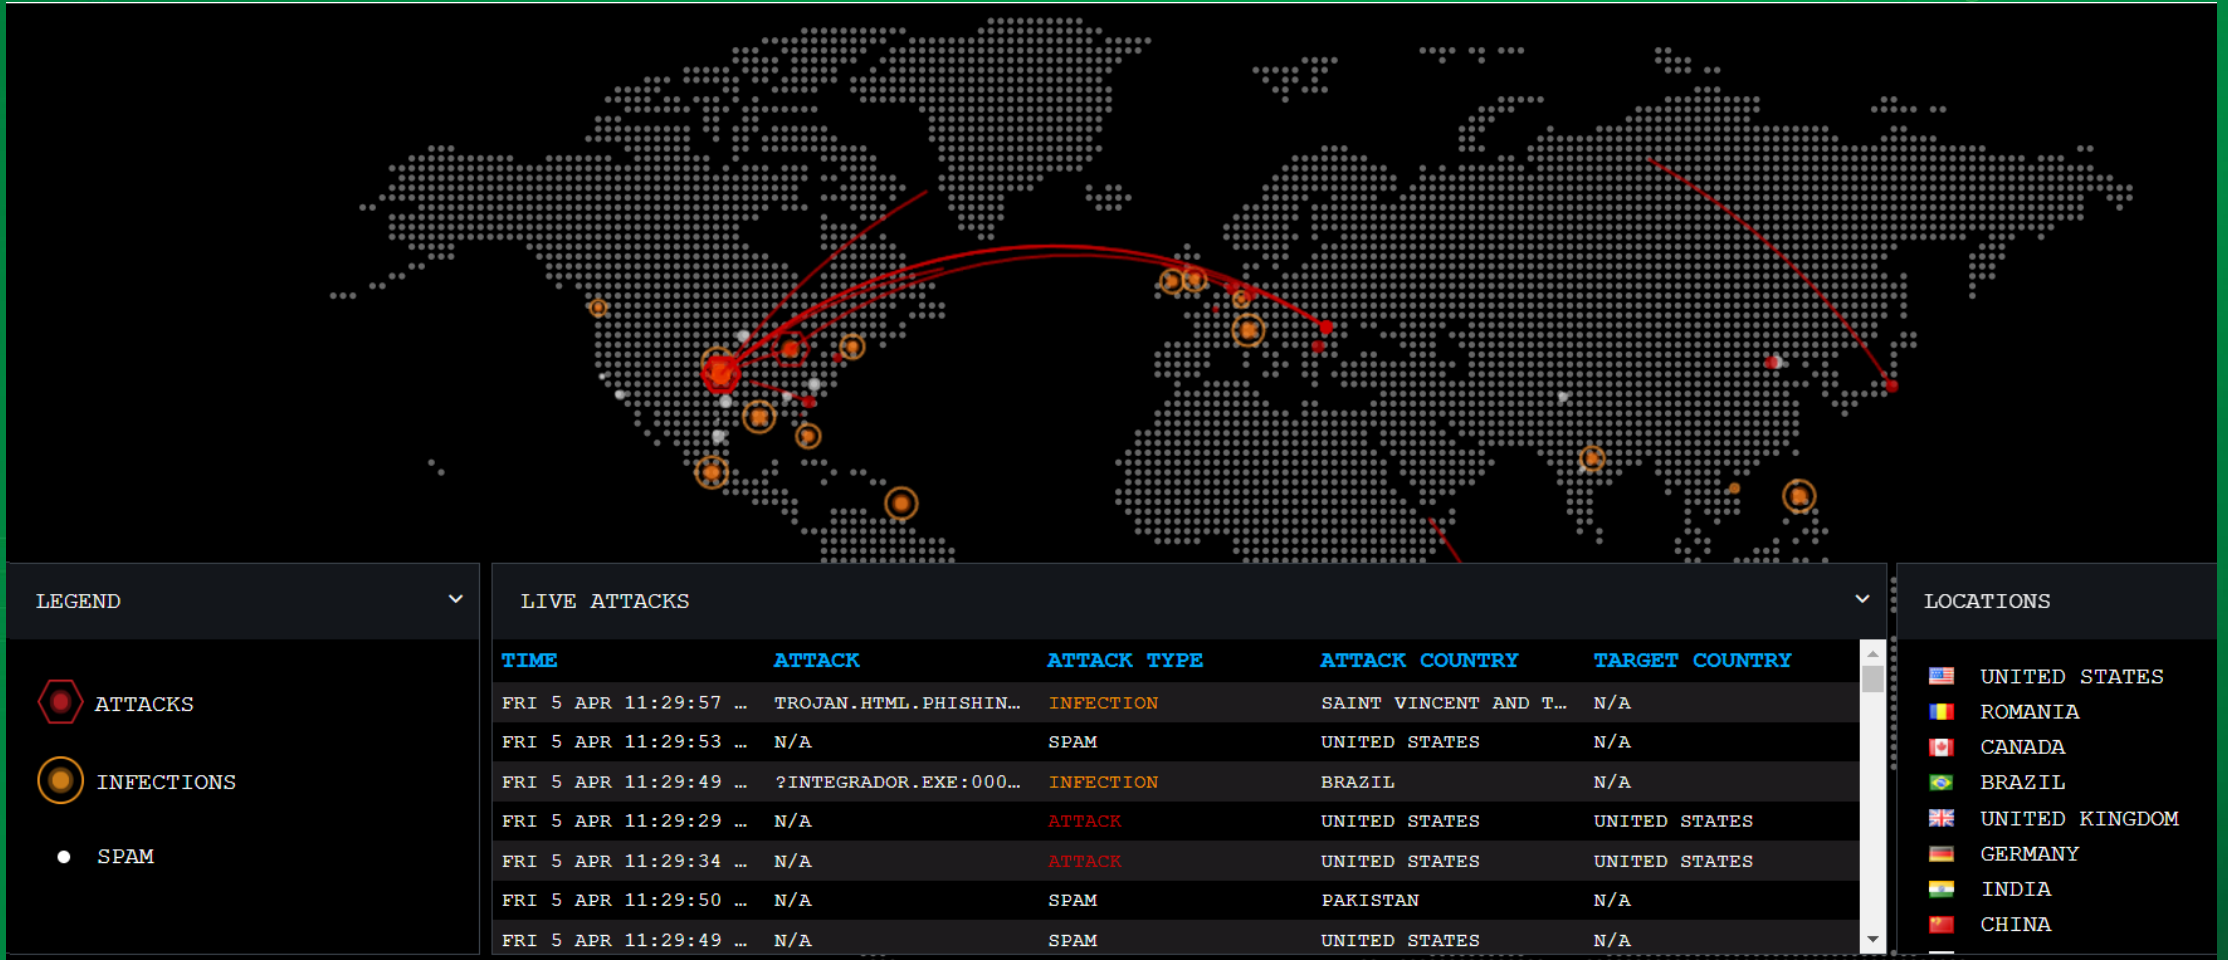 LEGEND
ATTACKS
INFECTIONS
SPAM
LIVE ATTACKS
TIME ATTACK ATTACK TYPE ATTACK COUNTRY TARGET COUNTRY
FRI 5 APR 11:29:57 … TROJAN.HTML.PHISHIN… INFECTION SAINT VINCENT AND T… N/A
FRI 5 APR 11:29:53 … N/A SPAM UNITED STATES N/A
FRI 5 APR 11:29:49 … ?INTEGRADOR.EXE:000… INFECTION BRAZIL N/A
FRI 5 APR 11:29:29 … N/A ATTACK UNITED STATES UNITED STATES
FRI 5 APR 11:29:34 … N/A ATTACK UNITED STATES UNITED STATES
FRI 5 APR 11:29:50 … N/A SPAM PAKISTAN N/A
FRI 5 APR 11:29:49 … N/A SPAM UNITED STATES N/A
LOCATIONS
UNITED STATES
ROMANIA
CANADA
BRAZIL
UNITED KINGDOM
GERMANY
INDIA
CHINA